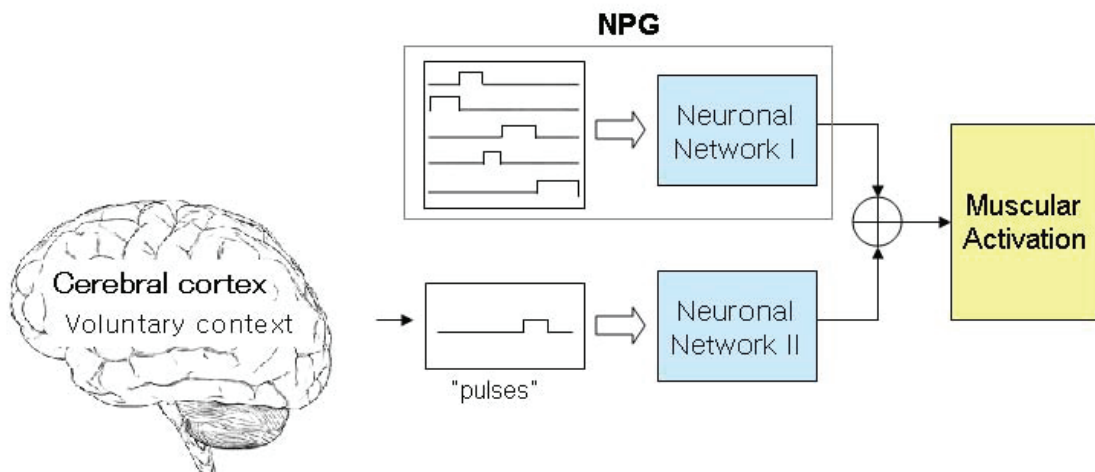 NPG
Neuronal
Network I
Muscular
Activation
Cerebral cortex
Voluntary context
Neuronal
Network II
"pulses"